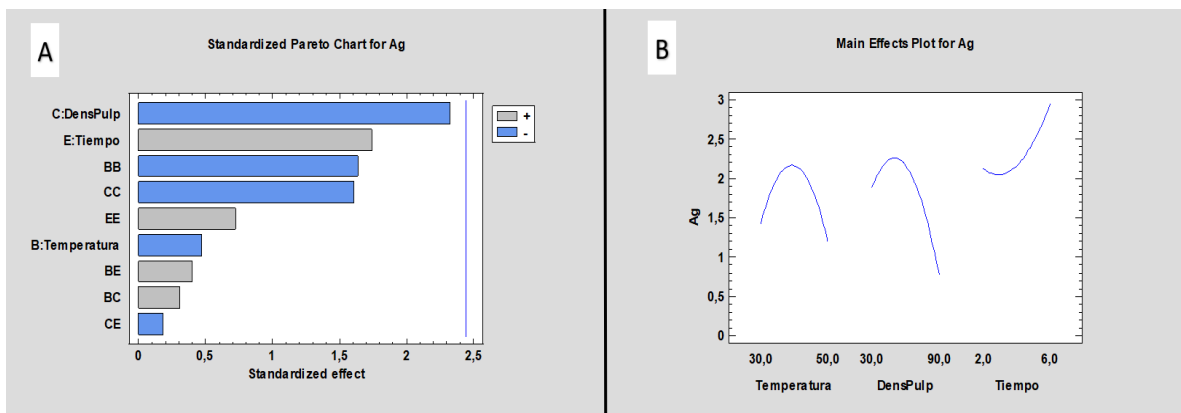 A
Standardized Pareto Chart for Ag
C:DensPulp
E:Tiempo
BB
CC
EE
B:Temperatura
BE
BC
CE
+
-
0 0,5 1 1,5 2 2,5
Standardized effect
B
Main Effects Plot for Ag
3
2,5
2
1,5
1
0,5
0
Ag
30,0 50,0 30,0 90,0 2,0 6,0
Temperatura DensPulp Tiempo